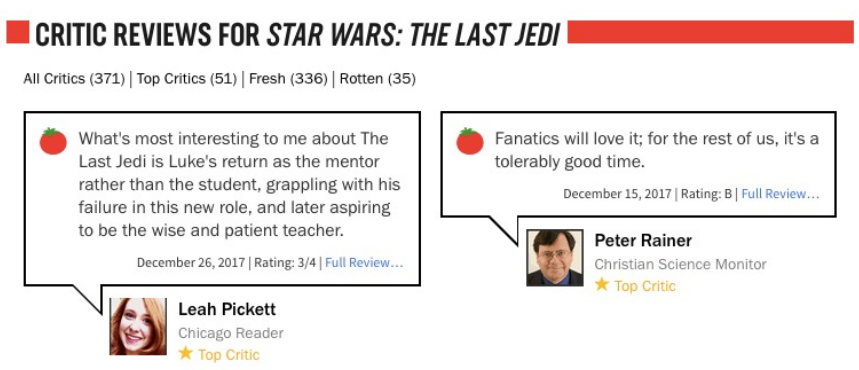 CRITIC REVIEWS FOR STAR WARS: THE LAST JEDI
All Critics (371) | Top Critics (51) | Fresh (336) | Rotten (35)
What's most interesting to me about The
Last Jedi is Luke's return as the mentor
rather than the student, grappling with his
failure in this new role, and later aspiring
to be the wise and patient teacher.
December 26, 2017 | Rating: 3/4 | Full Review…
Leah Pickett
Chicago Reader
Top Critic
Fanatics will love it; for the rest of us, it's a
tolerably good time.
December 15, 2017 | Rating: B | Full Review…
Peter Rainer
Christian Science Monitor
Top Critic